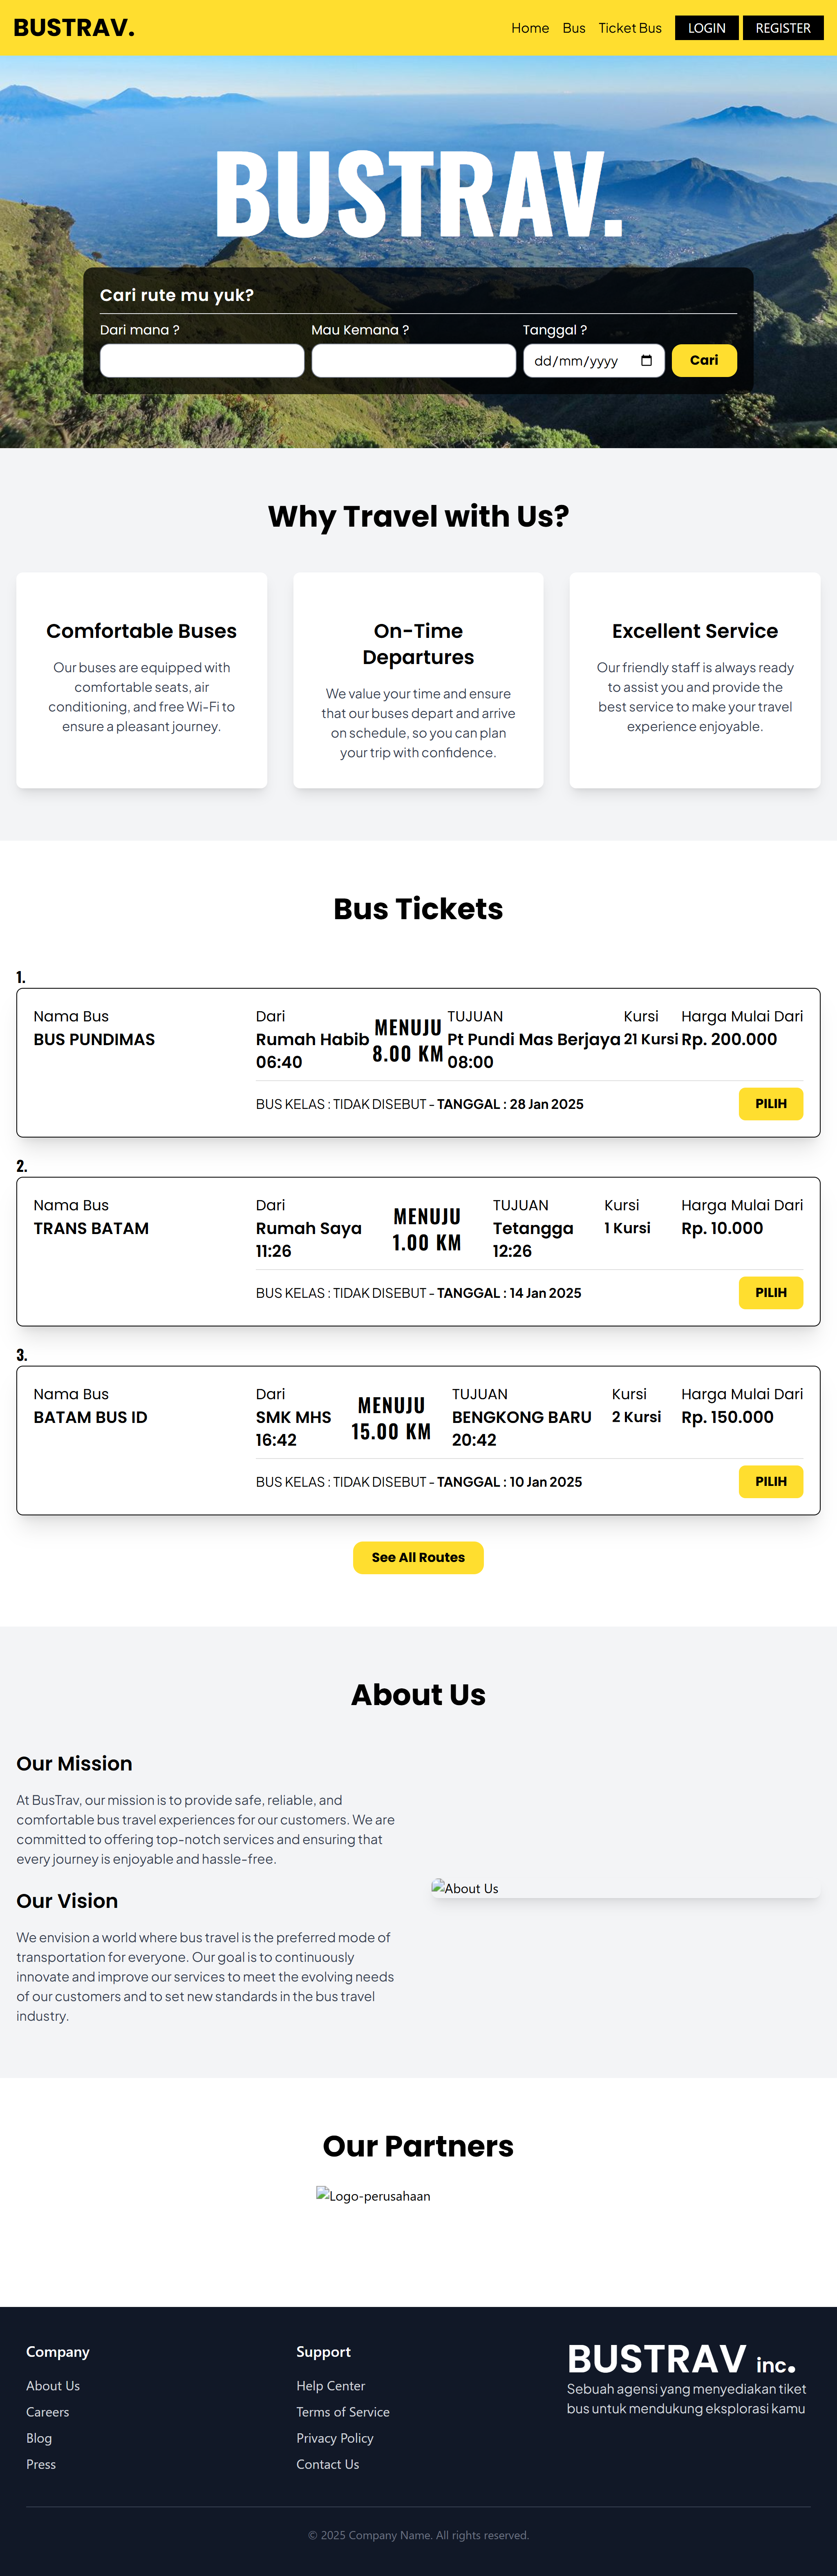 BUSTRAV.
Home Bus Ticket Bus LOGIN REGISTER
BUSTRAV.
Cari rute mu yuk?
Dari mana ? Mau Kemana ? Tanggal ?
dd/mm/yyyy Cari
Why Travel with Us?
Comfortable Buses
Our buses are equipped with
comfortable seats, air
conditioning, and free Wi-Fi to
ensure a pleasant journey.
On-Time
Departures
We value your time and ensure
that our buses depart and arrive
on schedule, so you can plan
your trip with confidence.
Excellent Service
Our friendly staff is always ready
to assist you and provide the
best service to make your travel
experience enjoyable.
Bus Tickets
1.
Nama Bus
BUS PUNDIMAS
Dari
Rumah Habib
06:40
MENUJU
8.00 KM
TUJUAN
Pt Pundi Mas Berjaya
08:00
Kursi
21 Kursi
Harga Mulai Dari
Rp. 200.000
BUS KELAS : TIDAK DISEBUT - TANGGAL : 28 Jan 2025
PILIH
2.
Nama Bus
TRANS BATAM
Dari
Rumah Saya
11:26
MENUJU
1.00 KM
TUJUAN
Tetangga
12:26
Kursi
1 Kursi
Harga Mulai Dari
Rp. 10.000
BUS KELAS : TIDAK DISEBUT - TANGGAL : 14 Jan 2025
PILIH
3.
Nama Bus
BATAM BUS ID
Dari
SMK MHS
16:42
MENUJU
15.00 KM
TUJUAN
BENGKONG BARU
20:42
Kursi
2 Kursi
Harga Mulai Dari
Rp. 150.000
BUS KELAS : TIDAK DISEBUT - TANGGAL : 10 Jan 2025
PILIH
See All Routes
About Us
Our Mission
At BusTrav, our mission is to provide safe, reliable, and
comfortable bus travel experiences for our customers. We are
committed to offering top-notch services and ensuring that
every journey is enjoyable and hassle-free.
Our Vision
We envision a world where bus travel is the preferred mode of
transportation for everyone. Our goal is to continuously
innovate and improve our services to meet the evolving needs
of our customers and to set new standards in the bus travel
industry.
About Us
Our Partners
Logo-perusahaan
Company
About Us
Careers
Blog
Press
Support
Help Center
Terms of Service
Privacy Policy
Contact Us
BUSTRAV inc.
Sebuah agensi yang menyediakan tiket
bus untuk mendukung eksplorasi kamu
© 2025 Company Name. All rights reserved.